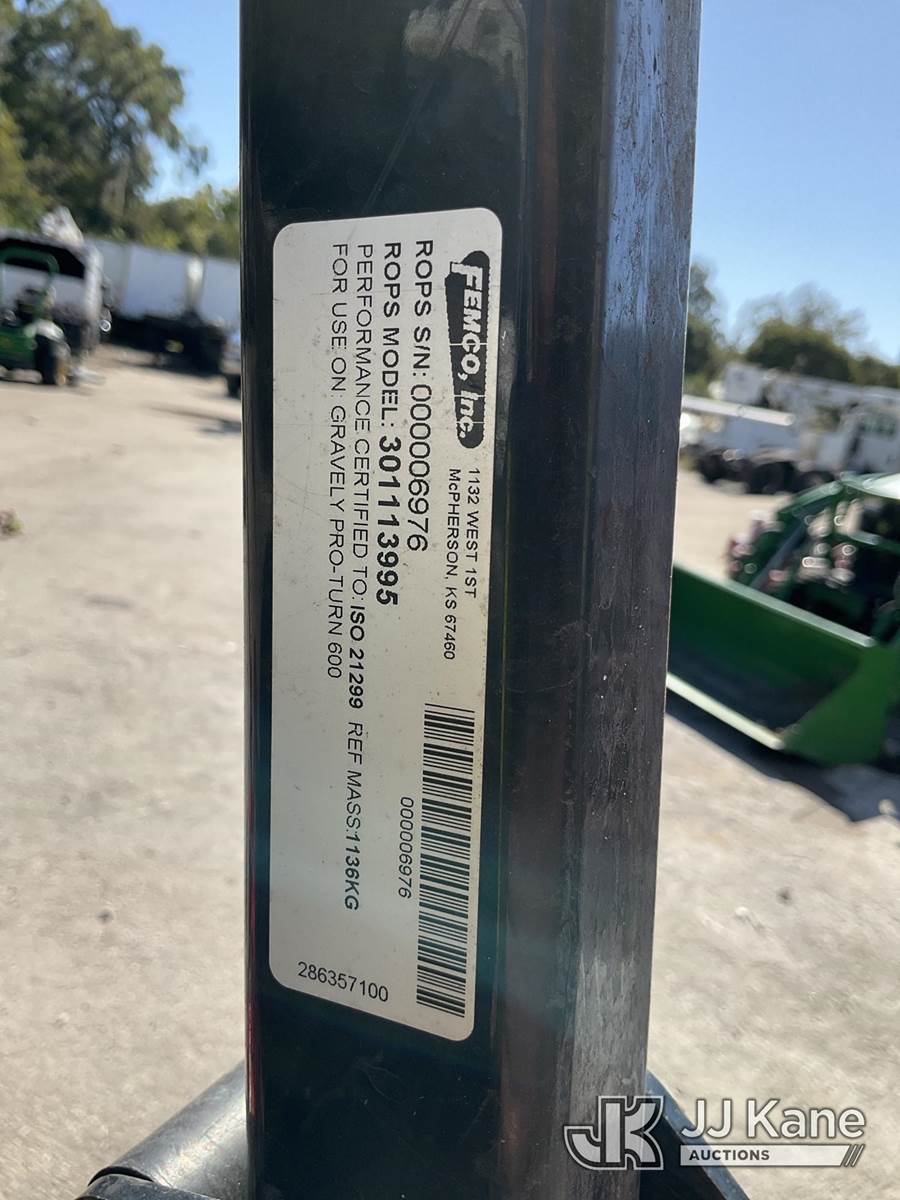 FEMCO, Inc.
1132 WEST 1ST
McPHERSON, KS 67460
ROPS S/N: 000006976
ROPS MODEL: 301113995
PERFORMANCE CERTIFIED TO: ISO 21299 REF MASS:1136KG
FOR USE ON: GRAVELY PRO-TURN 600
000006976
286357100
JK
JJ Kane
AUCTIONS